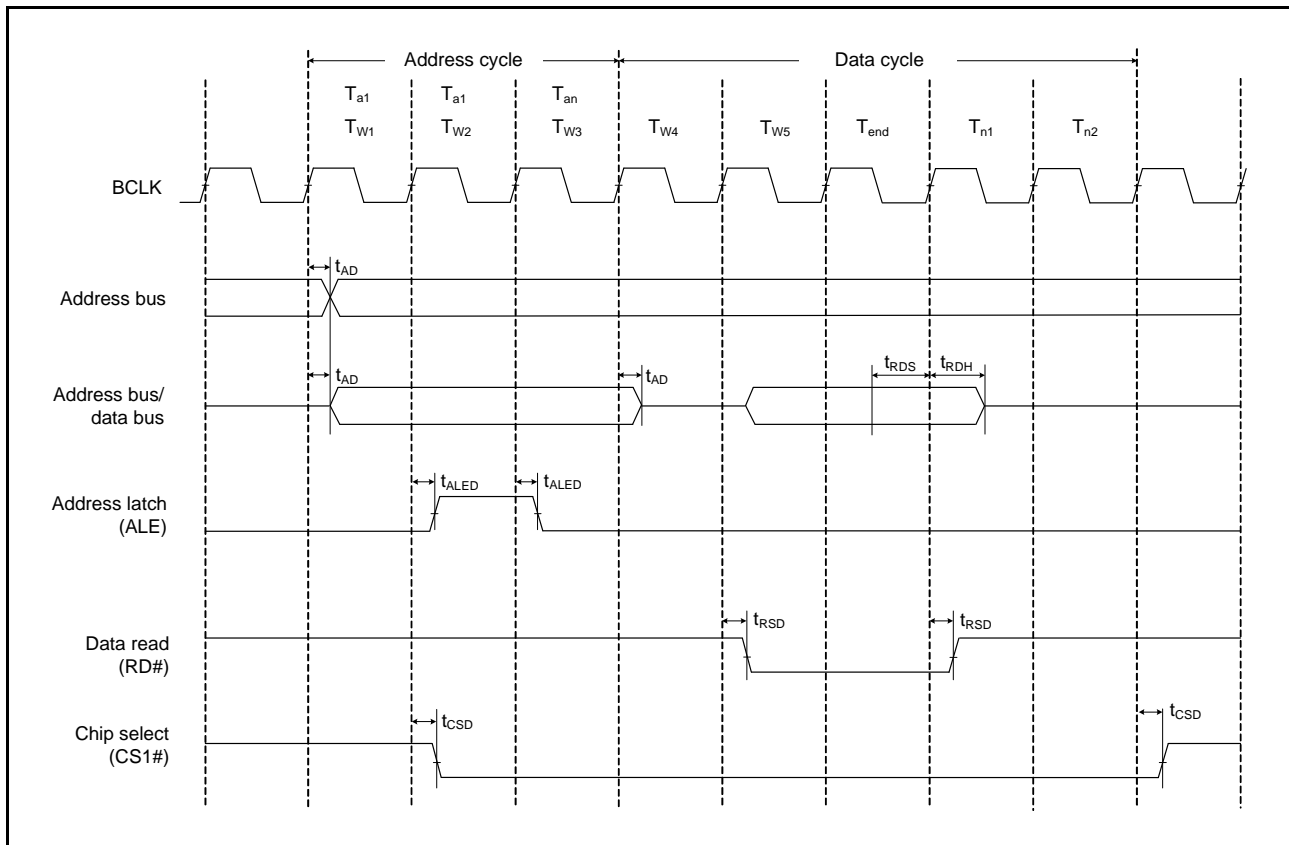 Address cycle Data cycle
Ta1 Ta1 Tan
TW1 TW2 TW3 TW4 TW5 Tend Tn1 Tn2
BCLK
tAD
Address bus
tRDS tRDH
tAD tAD
Address bus/
data bus
tALED tALED
Address latch
(ALE)
tRSD tRSD
Data read
(RD#)
tCSD tCSD
Chip select
(CS1#)